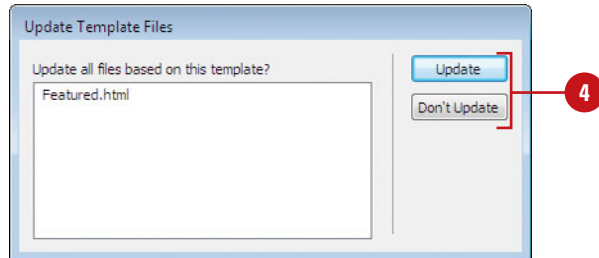 Update Template Files
Update all files based on this template?
Featured.html
Update
Don't Update
4